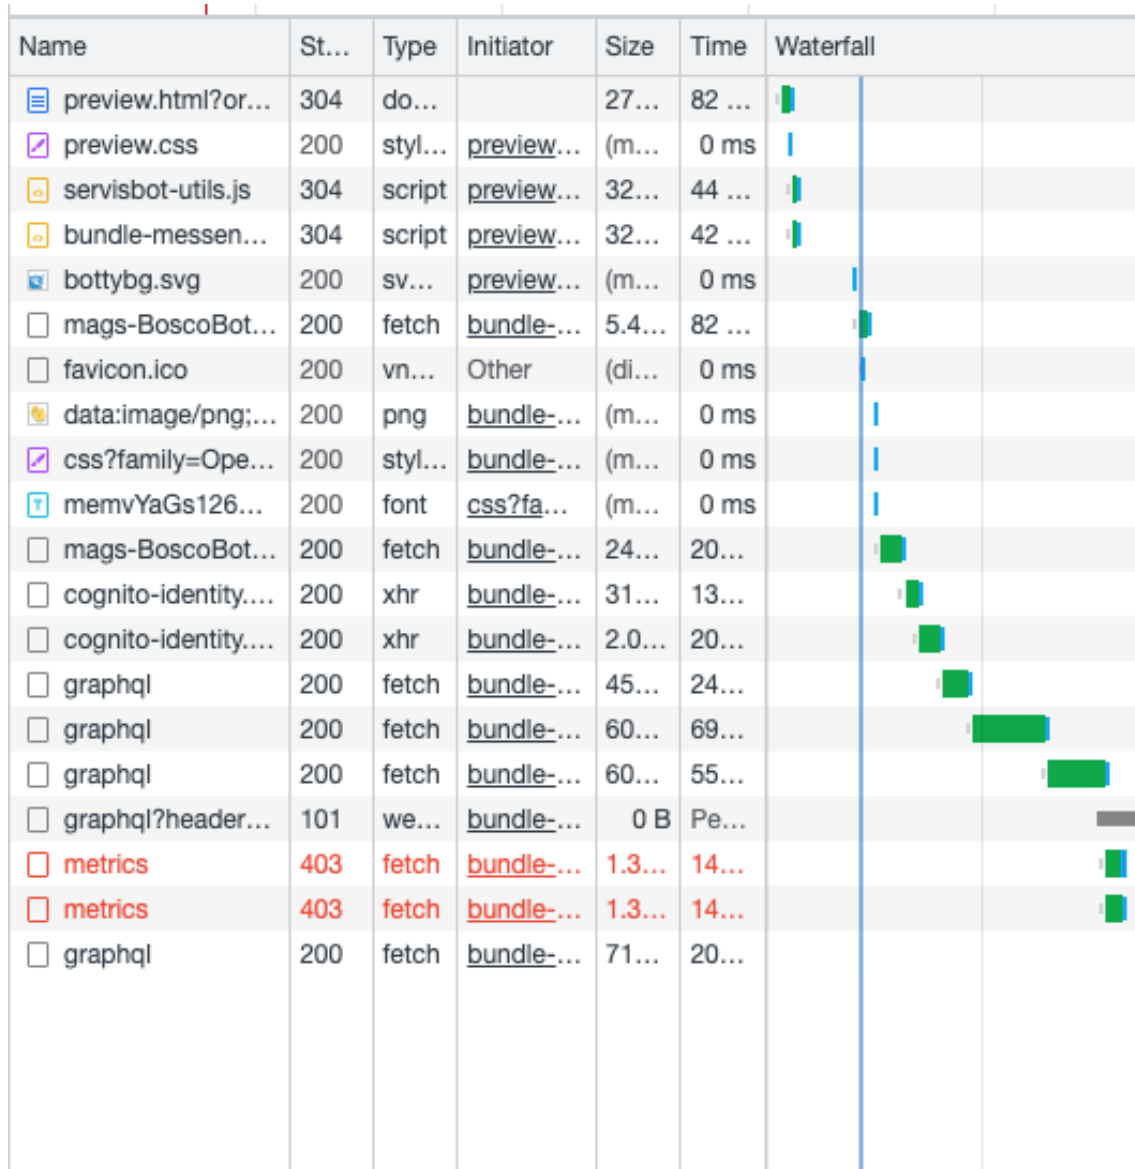 Name St... Type Initiator Size Time Waterfall
preview.html?or... 304 do... 27... 82 ...
preview.css 200 styl... preview... (m... 0 ms
servisbot-utils.js 304 script preview... 32... 44 ...
bundle-messen... 304 script preview... 32... 42 ...
bottybg.svg 200 sv... preview... (m... 0 ms
mags-BoscoBot... 200 fetch bundle-... 5.4... 82 ...
favicon.ico 200 vn... Other (di... 0 ms
data:image/png;... 200 png bundle-... (m... 0 ms
css?family=Ope... 200 styl... bundle-... (m... 0 ms
memvYaGs126... 200 font css?fa... (m... 0 ms
mags-BoscoBot... 200 fetch bundle-... 24... 20...
cognito-identity.... 200 xhr bundle-... 31... 13...
cognito-identity.... 200 xhr bundle-... 2.0... 20...
graphql 200 fetch bundle-... 45... 24...
graphql 200 fetch bundle-... 60... 69...
graphql 200 fetch bundle-... 60... 55...
graphql?header... 101 we... bundle-... 0 B Pe...
metrics 403 fetch bundle-... 1.3... 14...
metrics 403 fetch bundle-... 1.3... 14...
graphql 200 fetch bundle-... 71... 20...